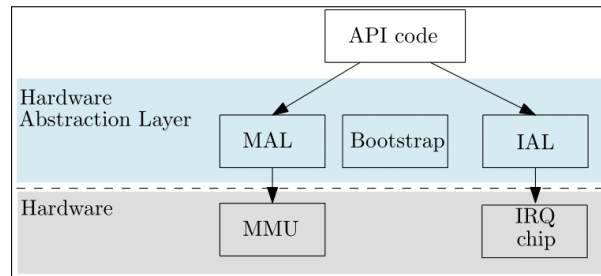 API code
Hardware
Abstraction Layer
MAL
Bootstrap
IAL
Hardware
MMU
IRQ
chip